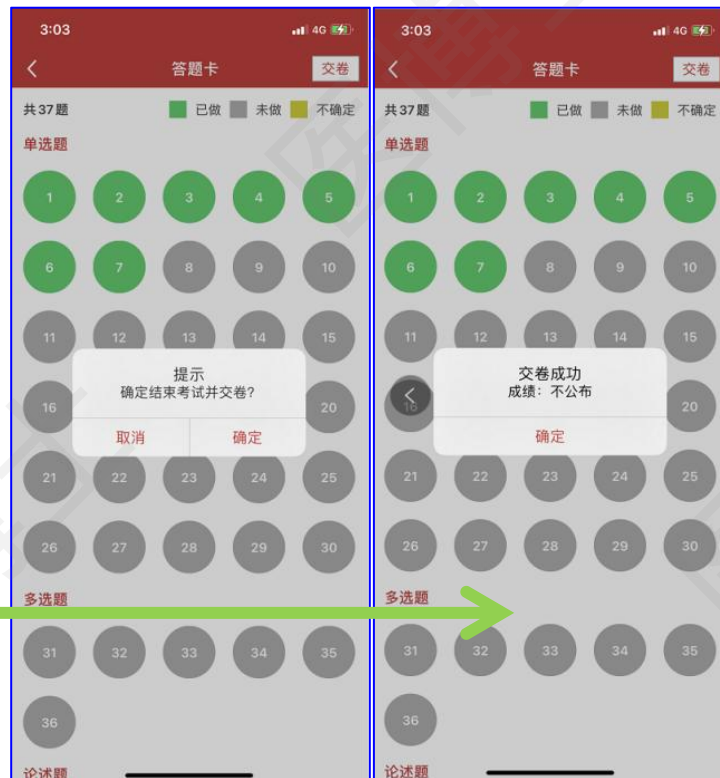 3:03
4G
答题卡
交卷
共37题
已做
未做
不确定
单选题
1 2 3 4 5
6 7 8 9 10
11 12 13 14 15
提示
确定结束考试并交卷?
16 20
取消
确定
21 22 23 24 25
26 27 28 29 30
多选题
31 32 33 34 35
36
论述题
3:03
4G
答题卡
交卷
共37题
已做
未做
不确定
单选题
1 2 3 4 5
6 7 8 9 10
11 12 13 14 15
交卷成功
成绩：不公布
16 20
确定
21 22 23 24 25
26 27 28 29 30
多选题
31 32 33 34 35
36
论述题